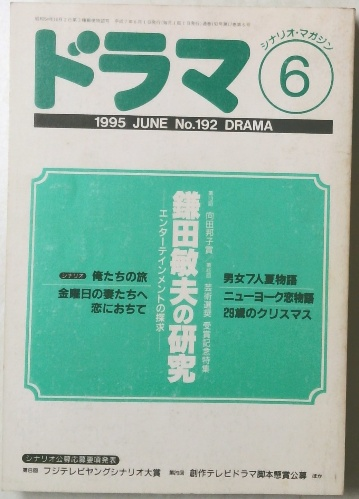 ドラマ
シナリオ・マガジン
6
1995 JUNE No.192 DRAMA
向田邦子賞
芸術選奨 受賞記念特集
鎌田敏夫の研究
エンターテインメントの探求
シナリオ 俺たちの旅
金曜日の妻たちへ
恋におちて
男女7人夏物語
ニューヨーク恋物語
29歳のクリスマス
シナリオ公募応募要項発表
フジテレビヤングシナリオ大賞
創作テレビドラマ脚本懸賞公募 ほか